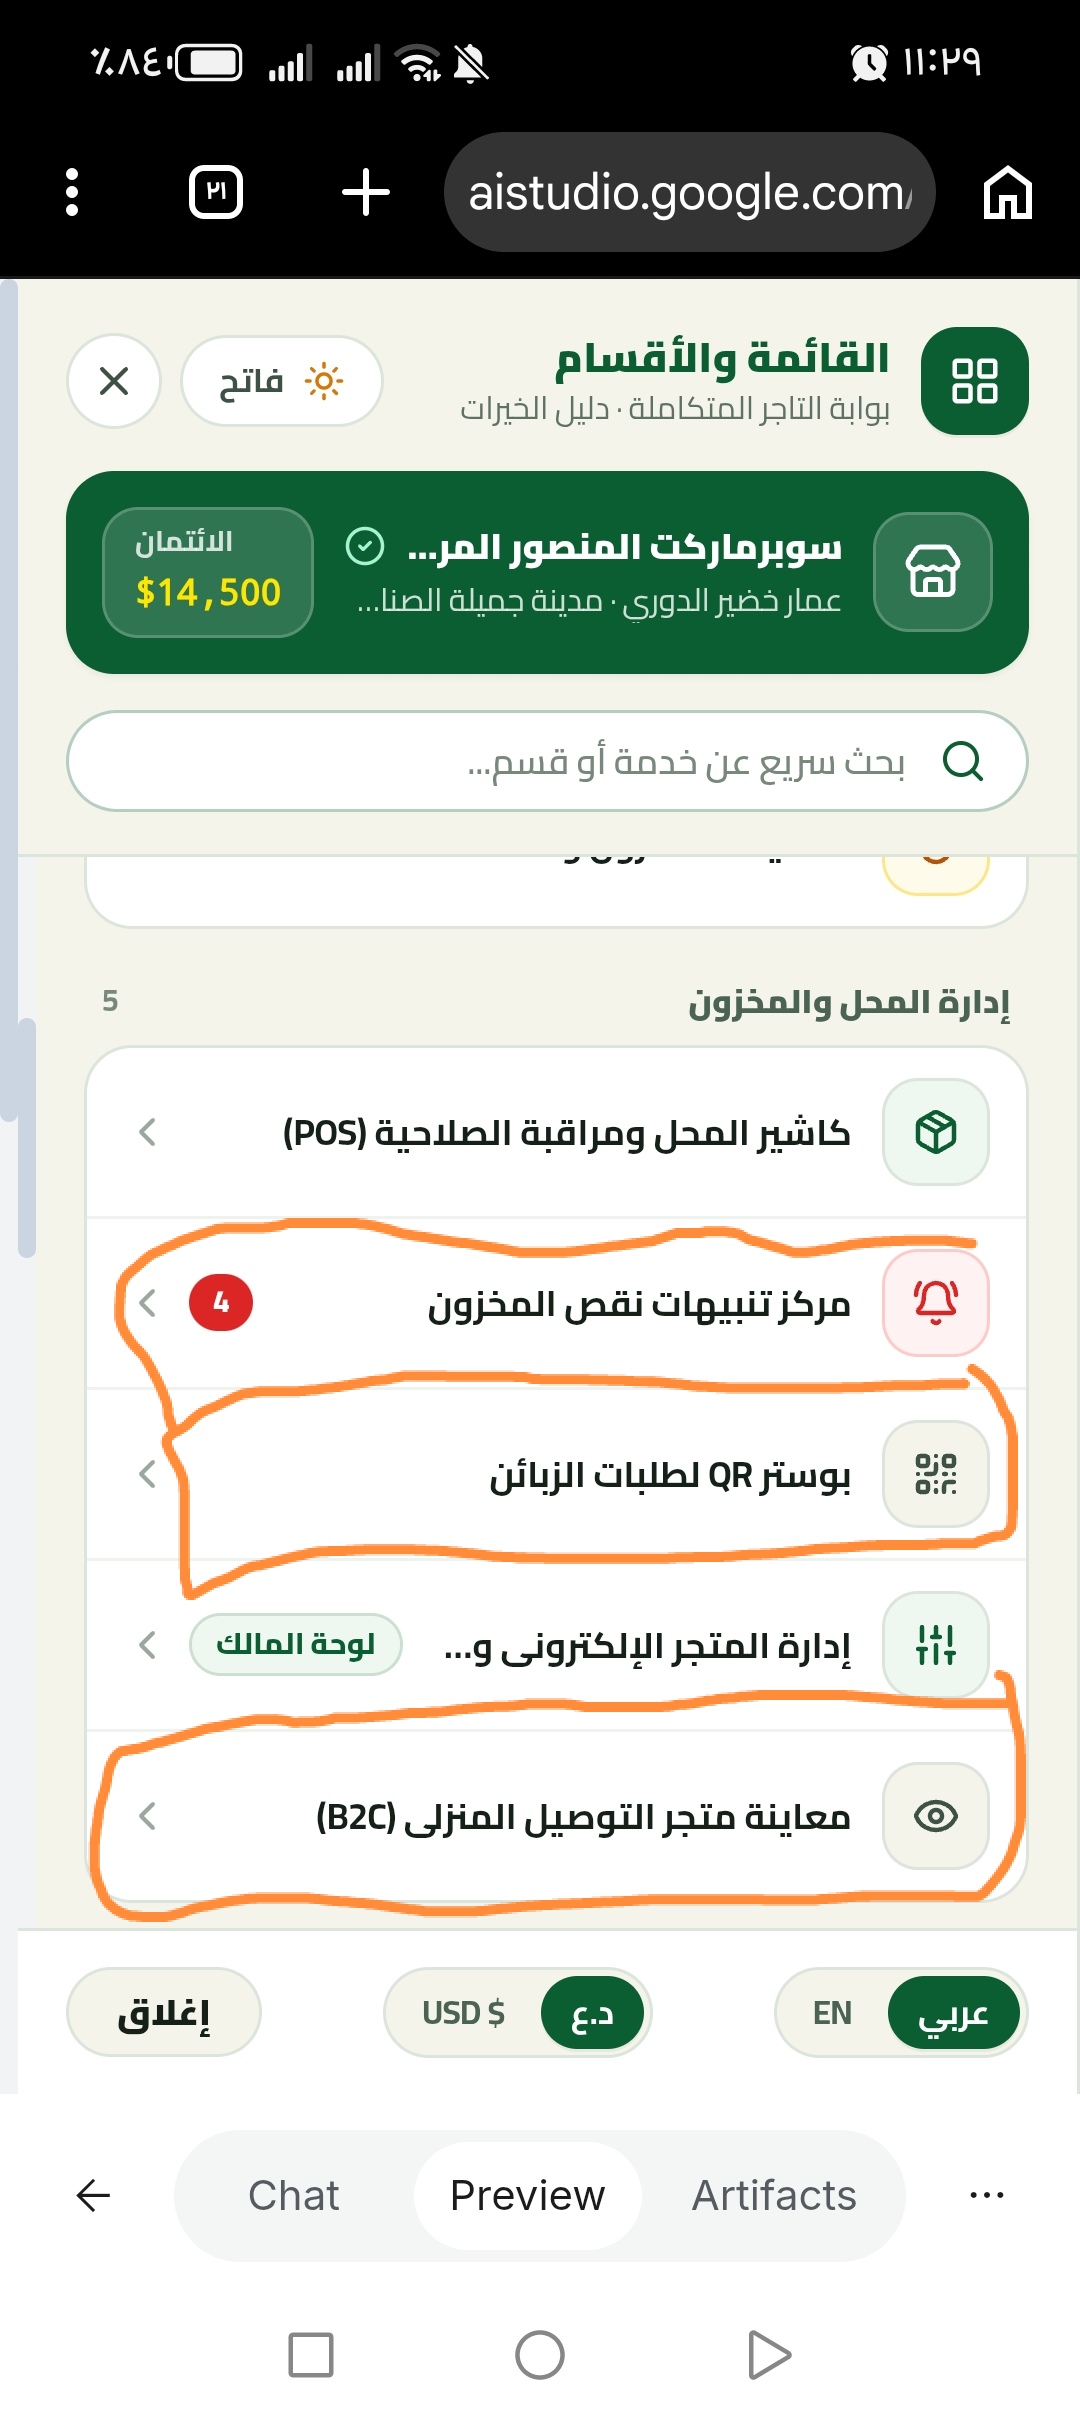 ٪٨٤
١١:٢٩
٢١
aistudio.google.com/
القائمة والأقسام
بوابة التاجر المتكاملة · دليل الخيرات
فاتح
سوبرماركت المنصور المر...
عمار خضير الدوري · مدينة جميلة الصنا...
الائتمان
$14,500
بحث سريع عن خدمة أو قسم...
إدارة المحل والمخزون
5
كاشير المحل ومراقبة الصلاحية (POS)
مركز تنبيهات نقص المخزون
4
بوستر QR لطلبات الزبائن
إدارة المتجر الإلكتروني و...
لوحة المالك
معاينة متجر التوصيل المنزلي (B2C)
عربي
EN
د.ع
USD $
إغلاق
Chat
Preview
Artifacts